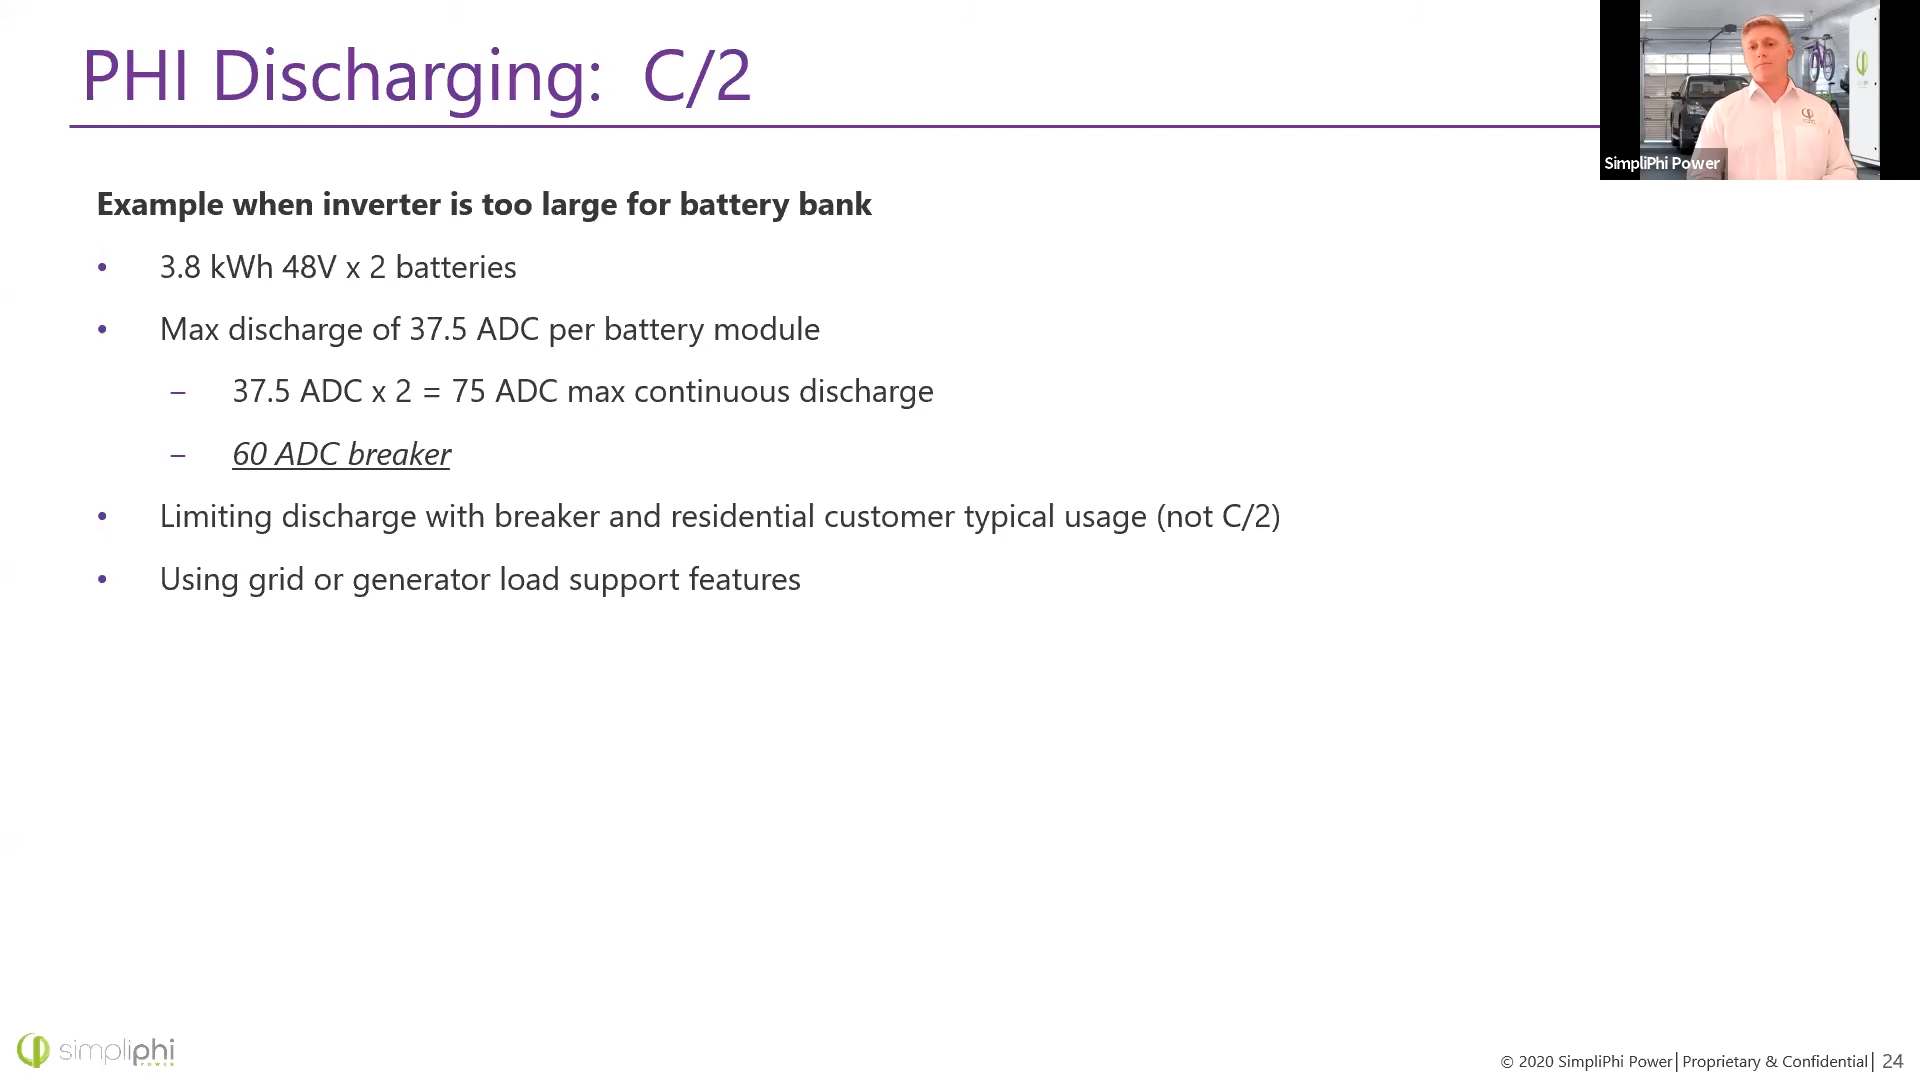 PHI Discharging: C/2
SimpliPhi Power
Example when inverter is too large for battery bank
• 3.8 kWh 48V x 2 batteries
• Max discharge of 37.5 ADC per battery module
– 37.5 ADC x 2 = 75 ADC max continuous discharge
– 60 ADC breaker
• Limiting discharge with breaker and residential customer typical usage (not C/2)
• Using grid or generator load support features
simpliphi
POWER
© 2020 SimpliPhi Power | Proprietary & Confidential | 24